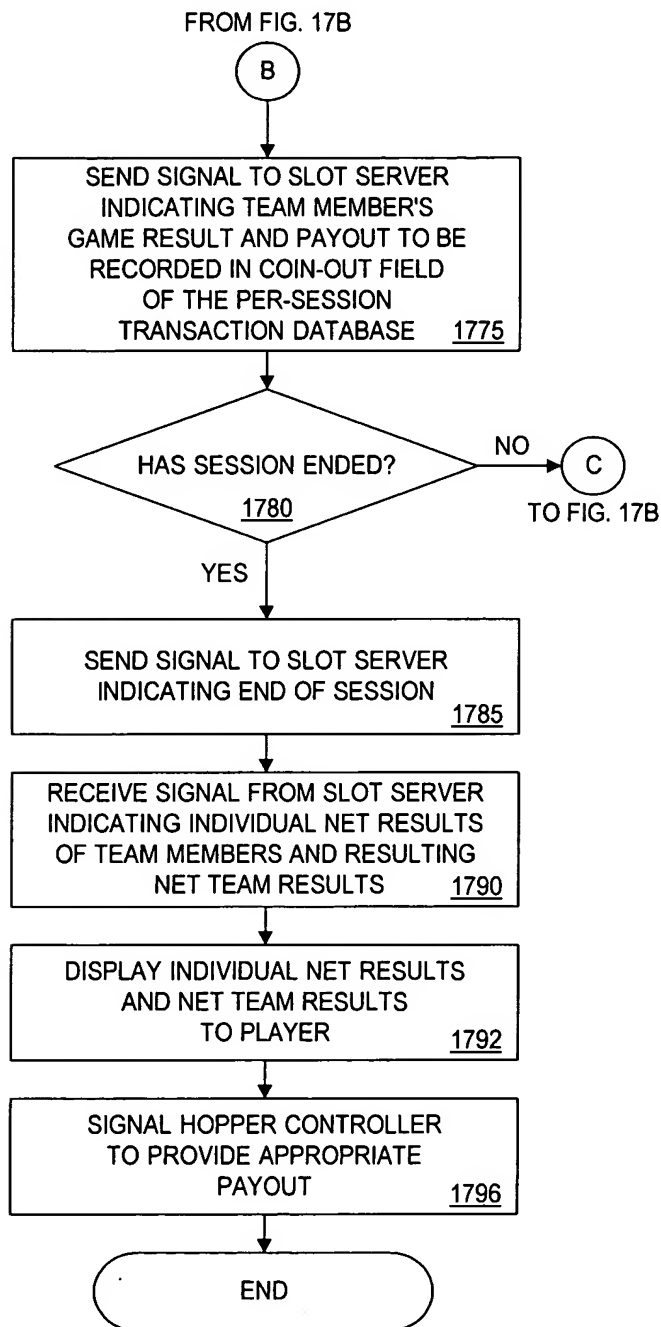 FROM FIG. 17B
B
SEND SIGNAL TO SLOT SERVER
INDICATING TEAM MEMBER'S
GAME RESULT AND PAYOUT TO BE
RECORDED IN COIN-OUT FIELD
OF THE PER-SESSION
TRANSACTION DATABASE 1775
HAS SESSION ENDED?
1780
NO
C
TO FIG. 17B
YES
SEND SIGNAL TO SLOT SERVER
INDICATING END OF SESSION
1785
RECEIVE SIGNAL FROM SLOT SERVER
INDICATING INDIVIDUAL NET RESULTS
OF TEAM MEMBERS AND RESULTING
NET TEAM RESULTS 1790
DISPLAY INDIVIDUAL NET RESULTS
AND NET TEAM RESULTS
TO PLAYER 1792
SIGNAL HOPPER CONTROLLER
TO PROVIDE APPROPRIATE
PAYOUT 1796
END